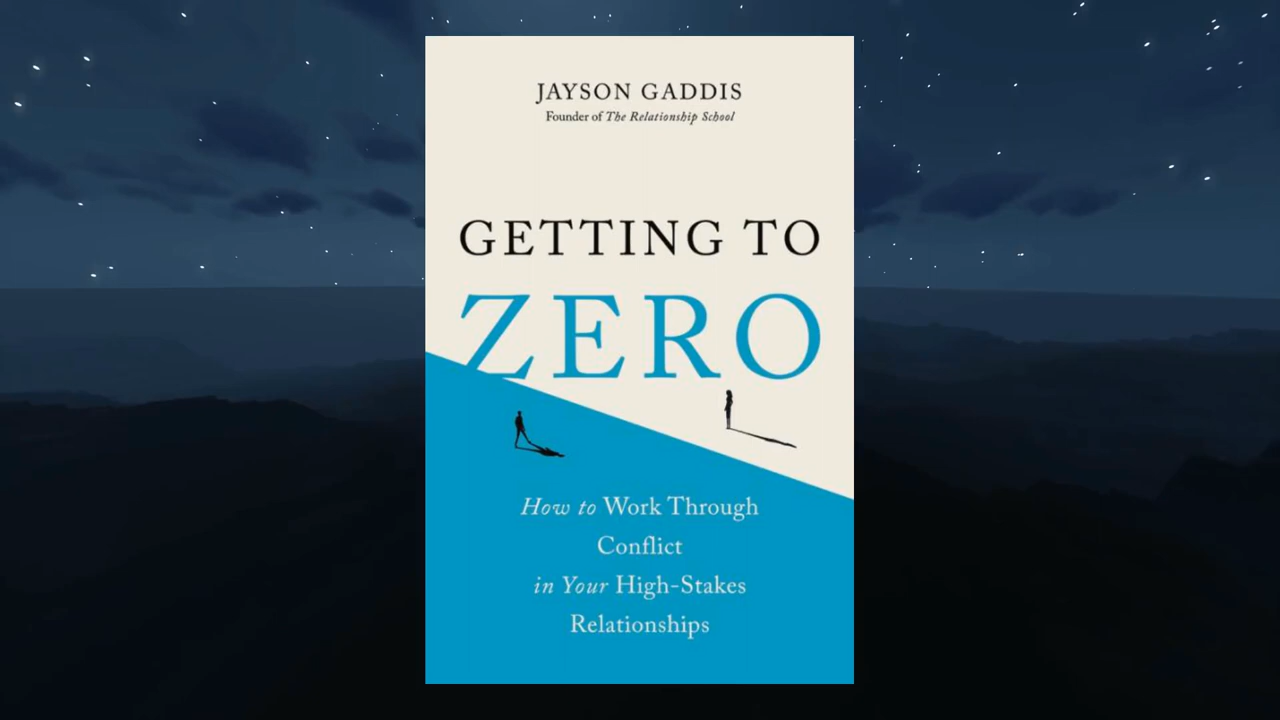 JAYSON GADDIS
Founder of The Relationship School
GETTING TO
ZERO
How to Work Through
Conflict
in Your High-Stakes
Relationships